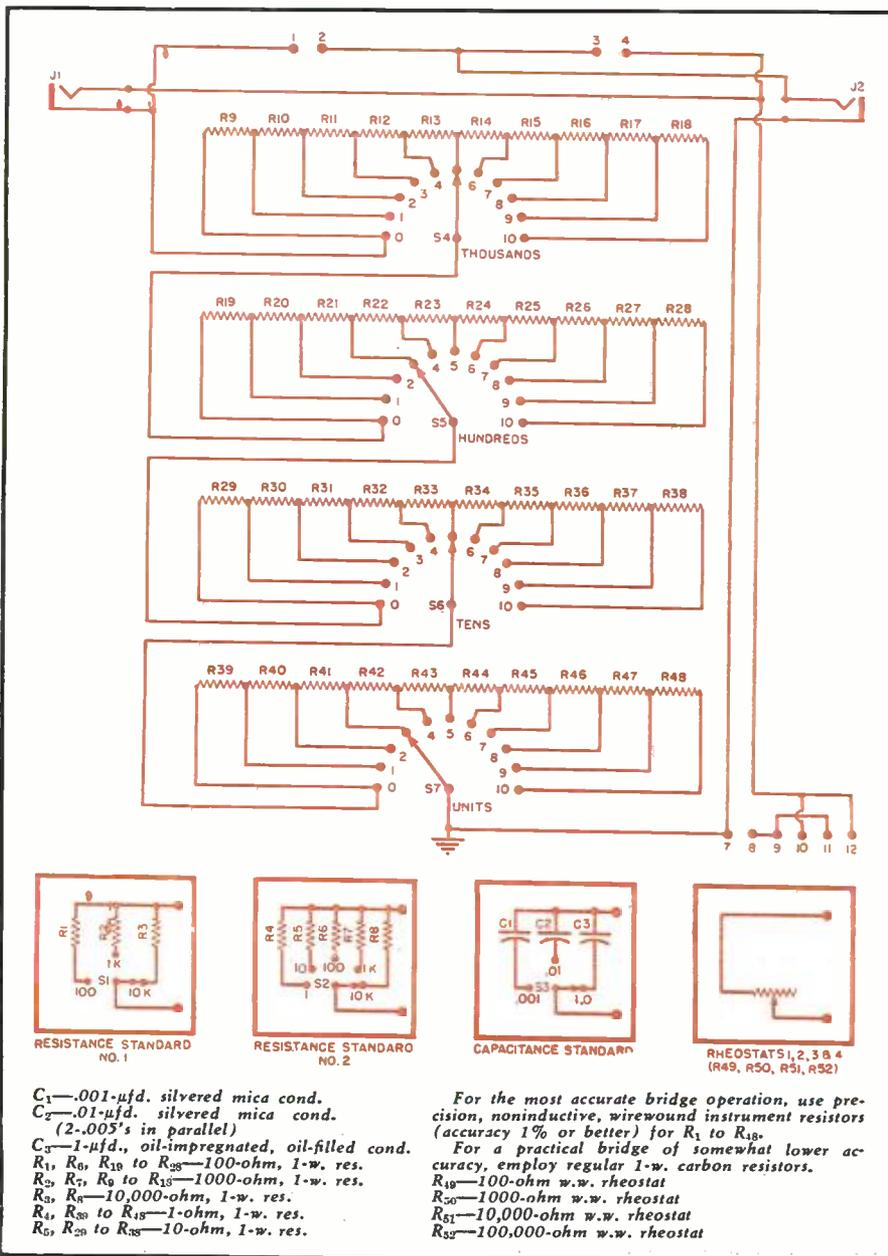 1 2 3 4
J1 J2
R9 R10 R11 R12 R13 R14 R15 R16 R17 R18
4 6
3 7
2 8
1 9
0 S4 10
THOUSANDS
R19 R20 R21 R22 R23 R24 R25 R26 R27 R28
4 5 6
7
2 8
1 9
0 S5 10
HUNDREDS
R29 R30 R31 R32 R33 R34 R35 R36 R37 R38
4 6
3 7
2 8
1 9
0 S6 10
TENS
R39 R40 R41 R42 R43 R44 R45 R46 R47 R48
4 5 6
7
2 8
1 9
0 S7 10
UNITS
7 8 9 10 11 12
R1 R2 R3
1K
S1
100 10K
RESISTANCE STANDARD
NO. 1
R4 R5 R6 R7 R8
10 100 1K
S2
1 10K
RESISTANCE STANDARD
NO. 2
C1 C2 C3
.01
S3
.001 1.0
CAPACITANCE STANDARD
RHEOSTATS 1, 2, 3 & 4
(R49, R50, R51, R52)
C₁—.001-μfd. silvered mica cond.
C₂—.01-μfd. silvered mica cond.
(2-.005's in parallel)
C₃—1-μfd., oil-impregnated, oil-filled cond.
R₁, R₆, R₁₉ to R₂₈—100-ohm, 1-w. res.
R₂, R₇, R₉ to R₁₈—1000-ohm, 1-w. res.
R₃, R₈—10,000-ohm, 1-w. res.
R₄, R₃₉ to R₄₈—1-ohm, 1-w. res.
R₅, R₂₉ to R₃₈—10-ohm, 1-w. res.
For the most accurate bridge operation, use pre-
cision, noninductive, wirewound instrument resistors
(accuracy 1% or better) for R₁ to R₄₈.
For a practical bridge of somewhat lower ac-
curacy, employ regular 1-w. carbon resistors.
R₄₉—100-ohm w.w. rheostat
R₅₀—1000-ohm w.w. rheostat
R₅₁—10,000-ohm w.w. rheostat
R₅₂—100,000-ohm w.w. rheostat